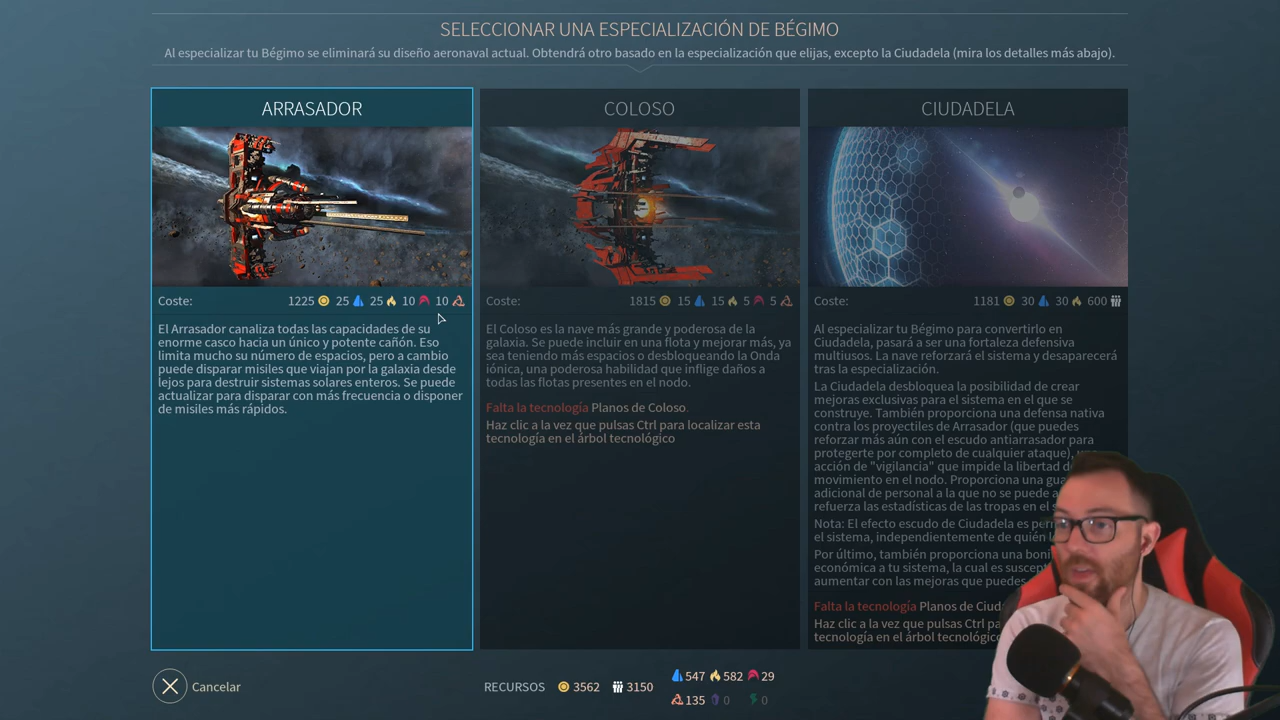 SELECCIONAR UNA ESPECIALIZACIÓN DE BÉGIMO
Al especializar tu Bégimo se eliminará su diseño aeronaval actual. Obtendrá otro basado en la especialización que elijas, excepto la Ciudadela (mira los detalles más abajo).
ARRASADOR
Coste: 1225 25 25 10 10
El Arrasador canaliza todas las capacidades de su
enorme casco hacia un único y potente cañón. Eso
limita mucho su número de espacios, pero a cambio
puede disparar misiles que viajan por la galaxia desde
lejos para destruir sistemas solares enteros. Se puede
actualizar para disparar con más frecuencia o disponer
de misiles más rápidos.
COLOSO
Coste: 1815 15 15 5 5
El Coloso es la nave más grande y poderosa de la
galaxia. Se puede incluir en una flota y mejorar más, ya
sea teniendo más espacios o desbloqueando la Onda
iónica, una poderosa habilidad que inflige daños a
todas las flotas presentes en el nodo.
Falta la tecnología Planos de Coloso.
Haz clic a la vez que pulsas Ctrl para localizar esta
tecnología en el árbol tecnológico
CIUDADELA
Coste: 1181 30 30 600
Al especializar tu Bégimo para convertirlo en
Ciudadela, pasará a ser una fortaleza defensiva
multiusos. La nave reforzará el sistema y desaparecerá
tras la especialización.
La Ciudadela desbloquea la posibilidad de crear
mejoras exclusivas para el sistema en el que se
construye. También proporciona una defensa nativa
contra los proyectiles de Arrasador (que puedes
reforzar más aún con el escudo antiarrasador para
protegerte por completo de cualquier ataque),
acción de "vigilancia" que impide la libertad
movimiento en el nodo. Proporciona una
adicional de personal a la que no se puede
refuerza las estadísticas de las tropas en el
Nota: El efecto escudo de Ciudadela es
el sistema, independientemente de quién
Por último, también proporciona una
económica a tu sistema, la cual es
aumentar con las mejoras que puedes
Falta la tecnología Planos de
Haz clic a la vez que pulsas Ctrl
tecnología en el árbol tecnológico
Cancelar
RECURSOS 3562 3150
547 582 29
135 0 0